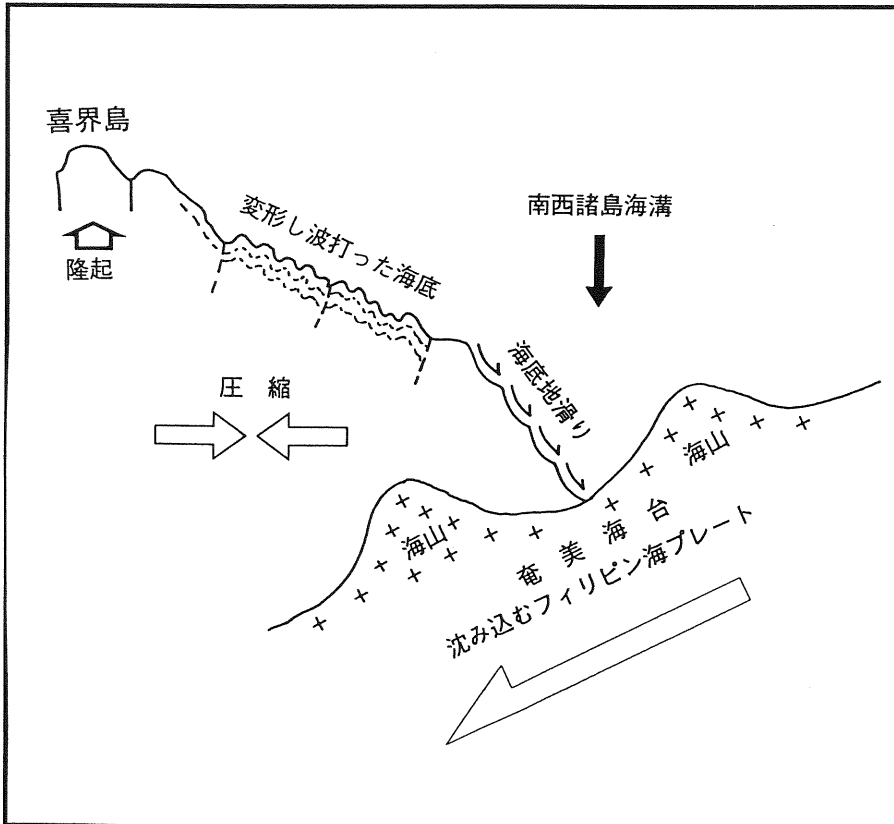 喜界島
隆起
変形し波打った海底
南西諸島海溝
海底地滑り
圧 縮
海山
海山
奄美海台
沈み込むフィリピン海プレート